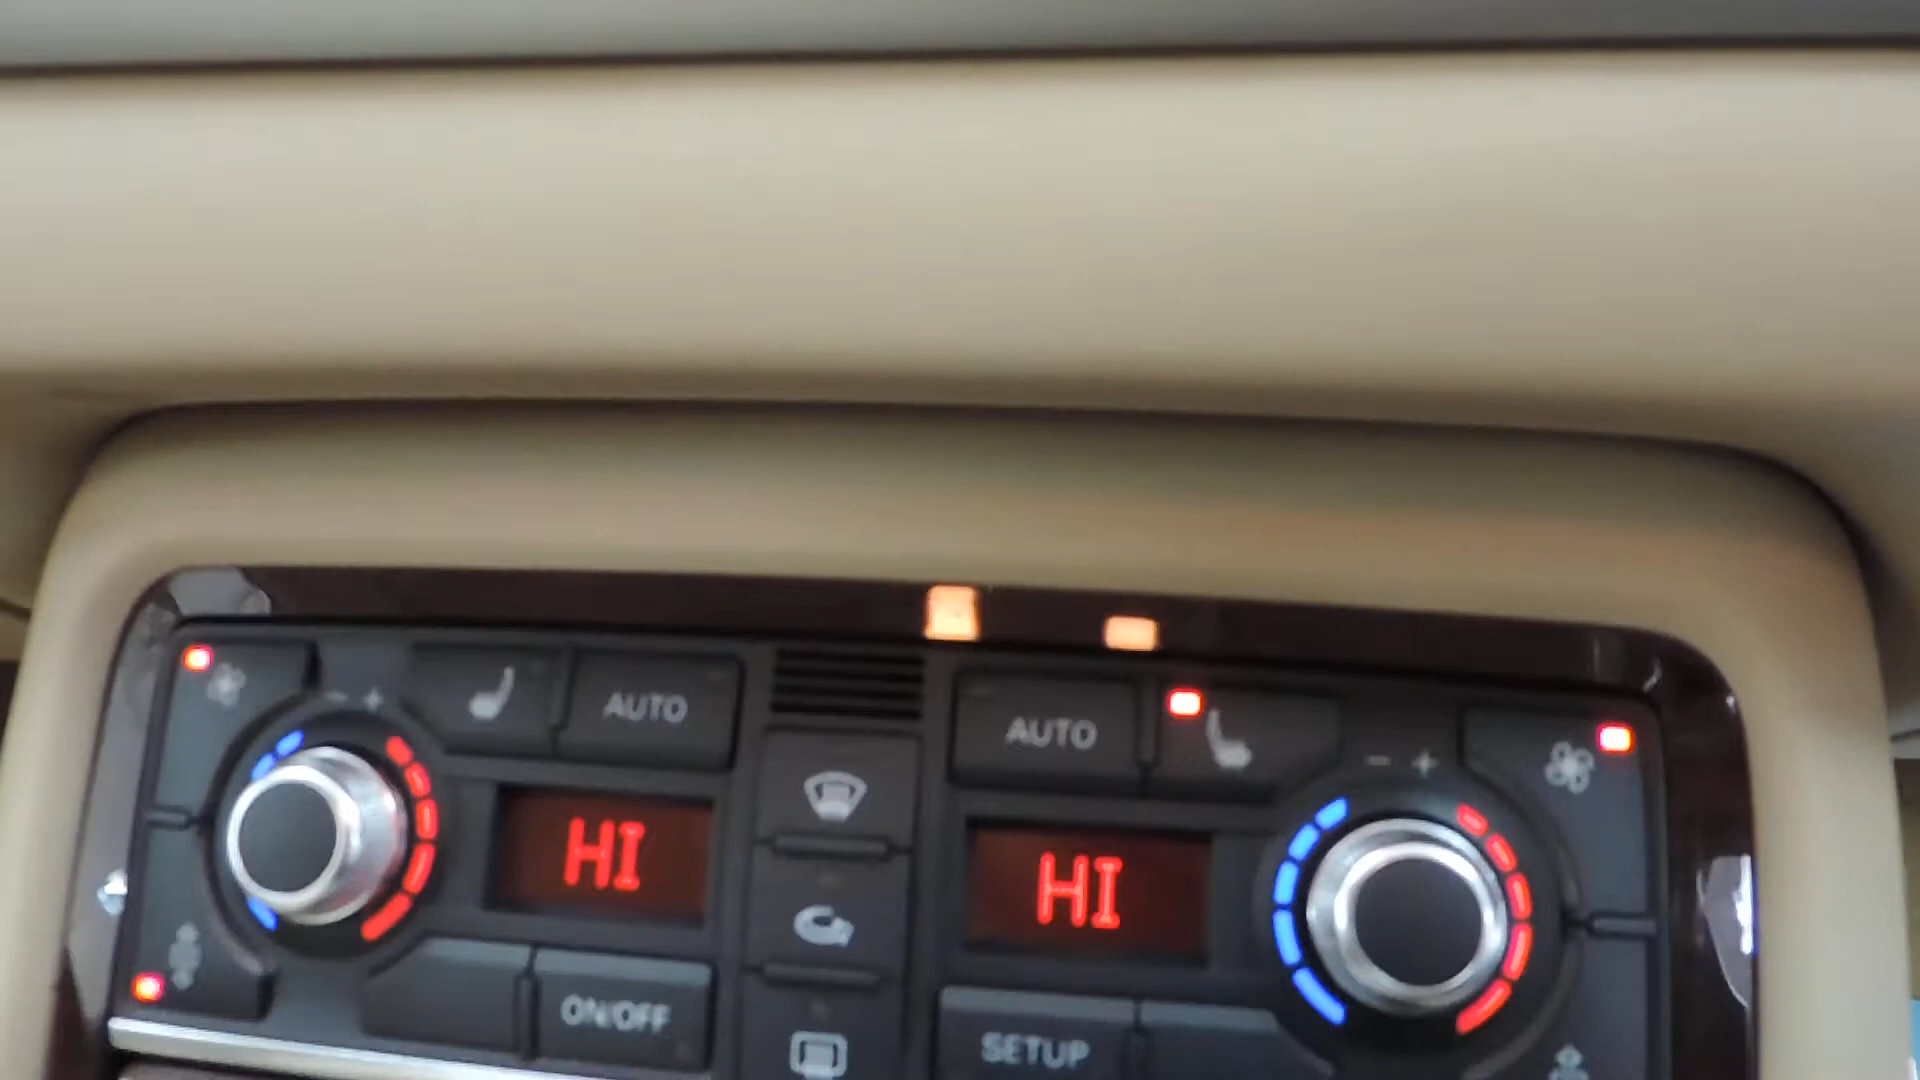 - +
AUTO
AUTO
- +
HI
HI
ON/OFF
SETUP